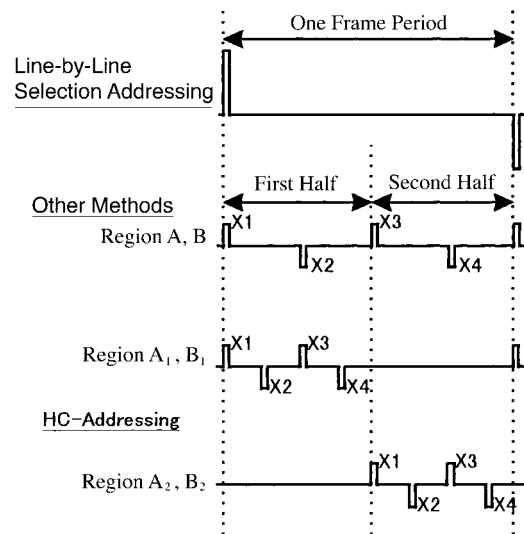 One Frame Period
Line-by-Line
Selection Addressing
First Half
Second Half
Other Methods
Region A, B
X1
X2
X3
X4
Region A₁, B₁
X1
X2
X3
X4
HC-Addressing
Region A₂, B₂
X1
X2
X3
X4